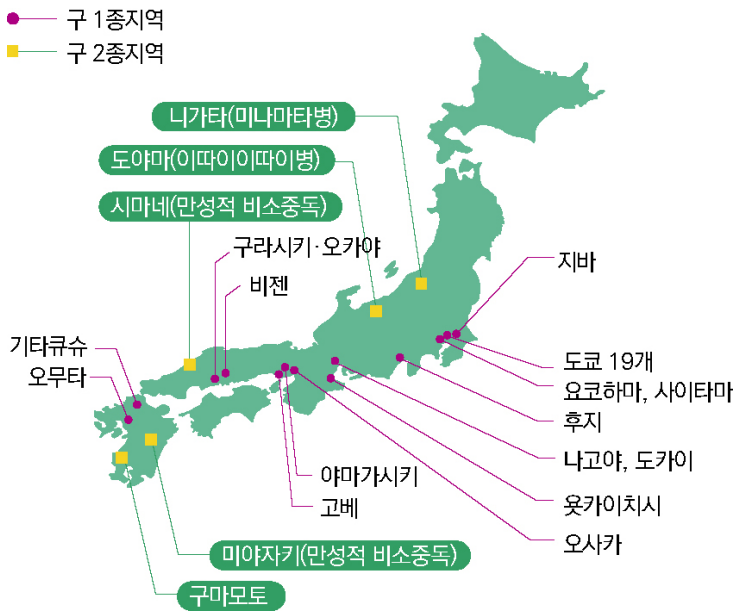 구 1종지역
구 2종지역
니가타(미나마타병)
도야마(이따이이따이병)
시마네(만성적 비소중독)
구라시키·오카야
비젠
지바
기타큐슈
오무타
도쿄 19개
요코하마, 사이타마
후지
나고야, 도카이
야마가시키
고베
욧카이치시
오사카
미야자키(만성적 비소중독)
구마모토